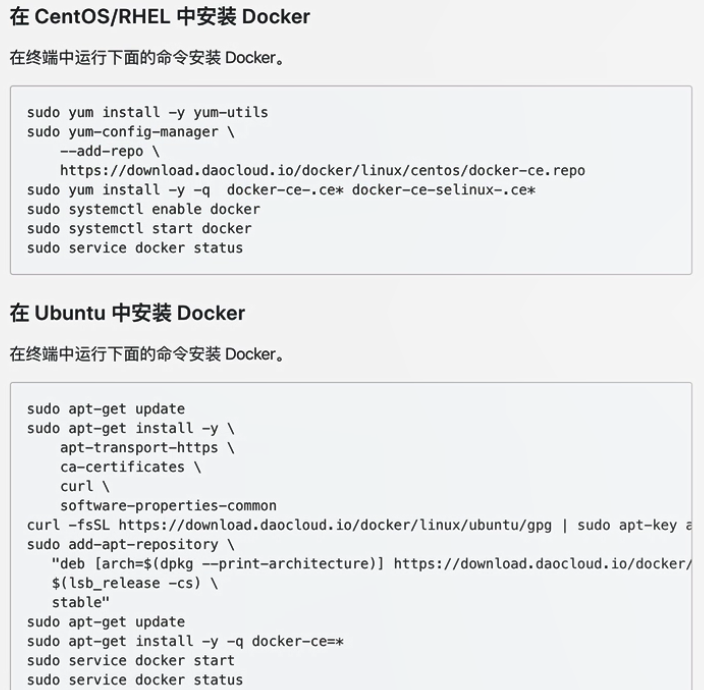 在 CentOS/RHEL 中安装 Docker
在终端中运行下面的命令安装 Docker。
sudo yum install -y yum-utils
sudo yum-config-manager \
    --add-repo \
    https://download.daocloud.io/docker/linux/centos/docker-ce.repo
sudo yum install -y -q  docker-ce-.ce* docker-ce-selinux-.ce*
sudo systemctl enable docker
sudo systemctl start docker
sudo service docker status
在 Ubuntu 中安装 Docker
在终端中运行下面的命令安装 Docker。
sudo apt-get update
sudo apt-get install -y \
    apt-transport-https \
    ca-certificates \
    curl \
    software-properties-common
curl -fsSL https://download.daocloud.io/docker/linux/ubuntu/gpg | sudo apt-key a
sudo add-apt-repository \
   "deb [arch=$(dpkg --print-architecture)] https://download.daocloud.io/docker/
   $(lsb_release -cs) \
   stable"
sudo apt-get update
sudo apt-get install -y -q docker-ce=*
sudo service docker start
sudo service docker status